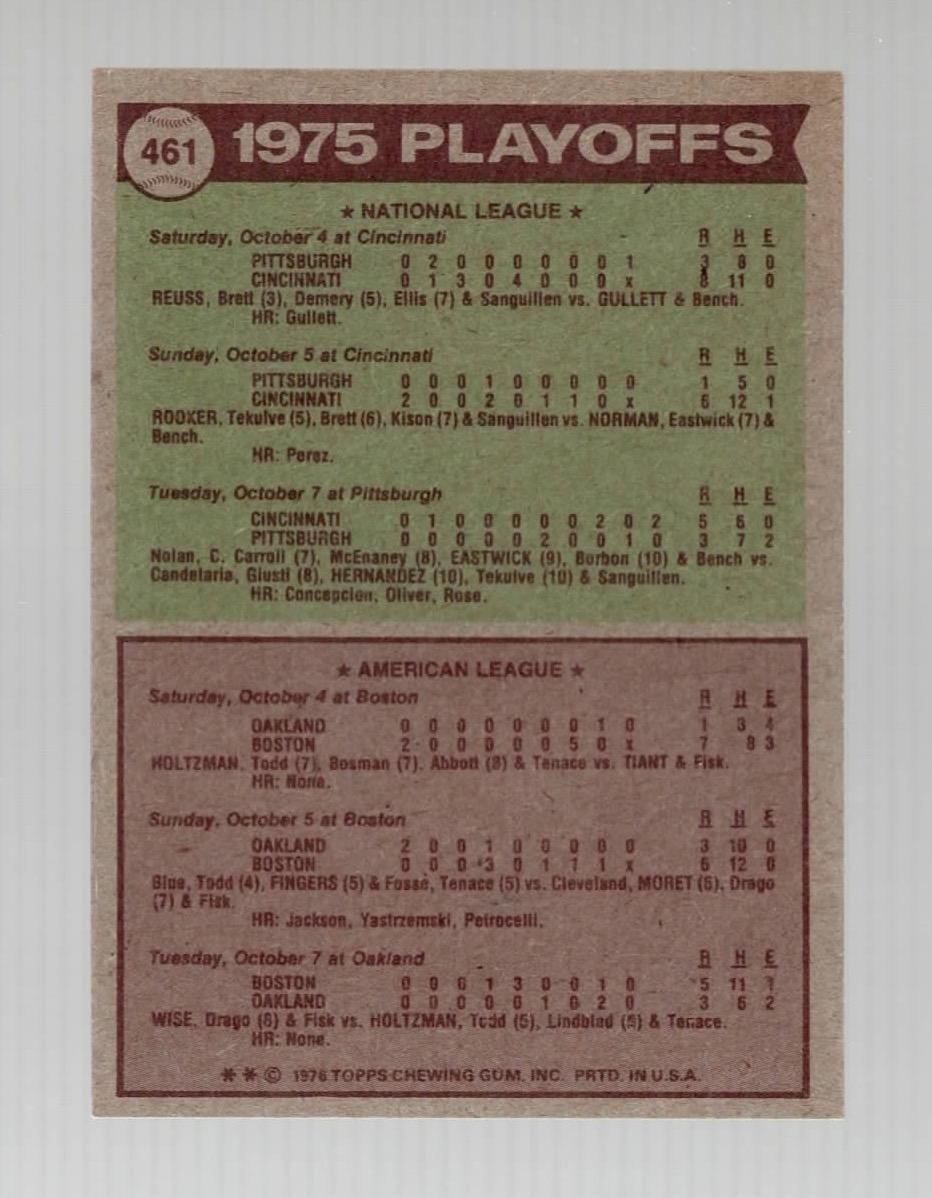 461 1975 PLAYOFFS
★ NATIONAL LEAGUE ★
Saturday, October 4 at Cincinnati R H E
PITTSBURGH 0 2 0 0 0 0 0 0 1 3 8 0
CINCINNATI 0 1 3 0 4 0 0 0 x 8 11 0
REUSS, Brett (3), Demery (5), Ellis (7) & Sanguillen vs. GULLETT & Bench.
HR: Gullett.
Sunday, October 5 at Cincinnati R H E
PITTSBURGH 0 0 0 1 0 0 0 0 0 1 5 0
CINCINNATI 2 0 0 2 0 1 1 0 x 6 12 1
ROOKER, Tekulve (5), Brett (6), Kison (7) & Sanguillen vs. NORMAN, Eastwick (7) &
Bench.
HR: Perez.
Tuesday, October 7 at Pittsburgh R H E
CINCINNATI 0 1 0 0 0 0 0 2 0 2 5 6 0
PITTSBURGH 0 0 0 0 0 2 0 0 1 0 3 7 2
Nolan, C. Carroll (7), McEnaney (8), EASTWICK (9), Borbon (10) & Bench vs.
Candelaria, Giusti (8), HERNANDEZ (10), Tekulve (10) & Sanguillen.
HR: Concepcion, Oliver, Rose.
★ AMERICAN LEAGUE ★
Saturday, October 4 at Boston R H E
OAKLAND 0 0 0 0 0 0 0 1 0 1 3 4
BOSTON 2 0 0 0 0 0 5 0 x 7 8 3
HOLTZMAN, Todd (7), Bosman (7), Abbott (8) & Tenace vs. TIANT & Fisk.
HR: None.
Sunday, October 5 at Boston R H E
OAKLAND 2 0 0 1 0 0 0 0 0 3 10 0
BOSTON 0 0 0 3 0 1 1 1 x 6 12 0
Blue, Todd (4), FINGERS (5) & Fosse, Tenace (5) vs. Cleveland, MORET (6), Drago
(7) & Fisk.
HR: Jackson, Yastrzemski, Petrocelli.
Tuesday, October 7 at Oakland R H E
BOSTON 0 0 0 1 3 0 0 1 0 5 11 1
OAKLAND 0 0 0 0 0 1 0 2 0 3 6 2
WISE, Drago (8) & Fisk vs. HOLTZMAN, Todd (5), Lindblad (5) & Tenace.
HR: None.
✻ ✻ © 1976 TOPPS CHEWING GUM, INC. PRTD. IN U.S.A.